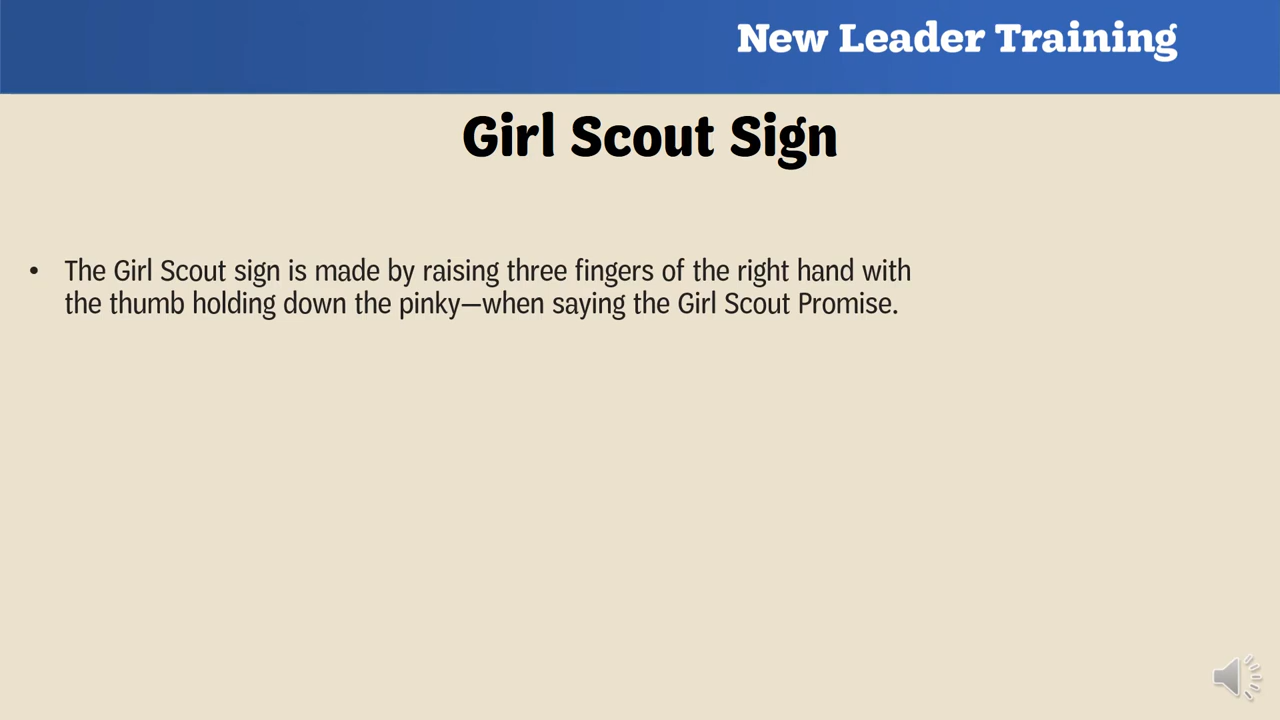 New Leader Training
Girl Scout Sign
• The Girl Scout sign is made by raising three fingers of the right hand with
the thumb holding down the pinky—when saying the Girl Scout Promise.